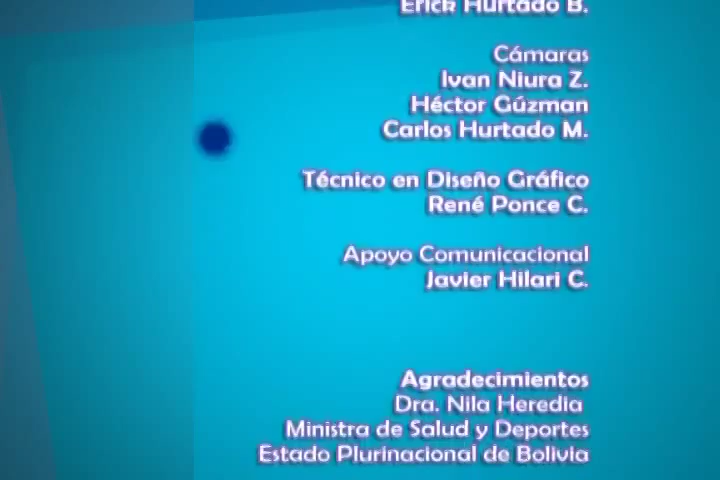 Erick Hurtado B.
Cámaras
Ivan Niura Z.
Héctor Gúzman
Carlos Hurtado M.
Técnico en Diseño Gráfico
René Ponce C.
Apoyo Comunicacional
Javier Hilari C.
Agradecimientos
Dra. Nila Heredia
Ministra de Salud y Deportes
Estado Plurinacional de Bolivia